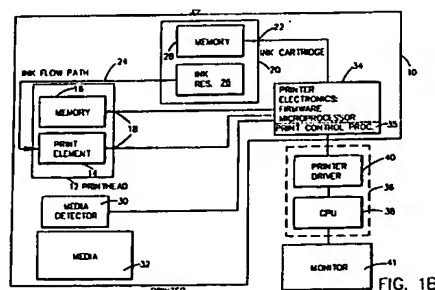 22
28
MEMORY
INK CARTRIDGE
24
20
34
INK FLOW PATH
INK RES. 26
10
16
PRINTER
ELECTRONICS:
FIRMWARE
MICROPROCESSOR
PRINT CONTROL PROC.
35
MEMORY
18
PRINT
ELEMENT
14
12 PRINTHEAD
40
PRINTER
DRIVER
36
MEDIA
DETECTOR
30
CPU
38
MEDIA
32
MONITOR
41
PRINTER
FIG. 1B